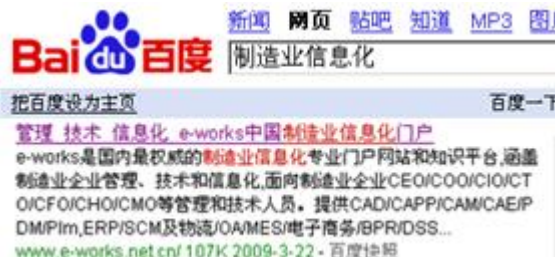 新闻 网页 贴吧 知道 MP3
Bai du 百度
制造业信息化
把百度设为主页 百度一下
管理 技术 信息化 e-works中国制造业信息化门户
e-works是国内最权威的制造业信息化专业门户网站和知识平台,涵盖
制造业企业管理、技术和信息化,面向制造业企业CEO/COO/CIO/CT
O/CFO/CHO/CMO等管理和技术人员。提供CAD/CAPP/CAM/CAE/P
DM/Plm,ERP/SCM及物流/OA/MES/电子商务/BPR/DSS...
www.e-works.net.cn/ 107K 2009-3-22 - 百度快照